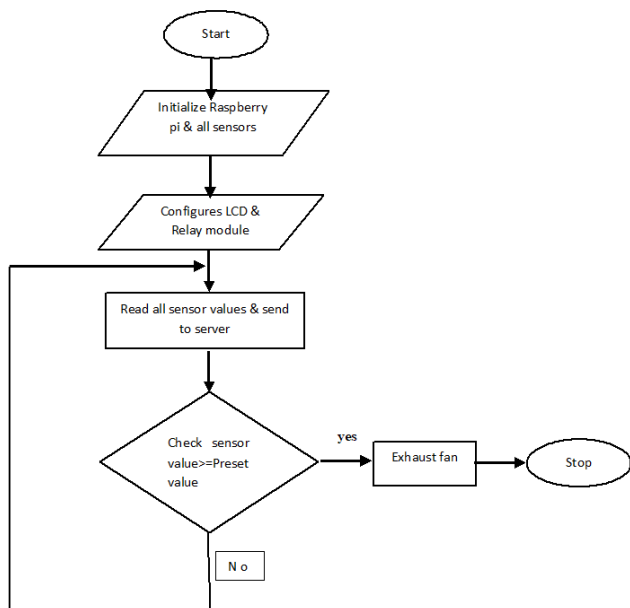 Start
Initialize Raspberry
pi & all sensors
Configures LCD &
Relay module
Read all sensor values & send
to server
Check sensor
value>=Preset
value
yes
Exhaust fan
Stop
No